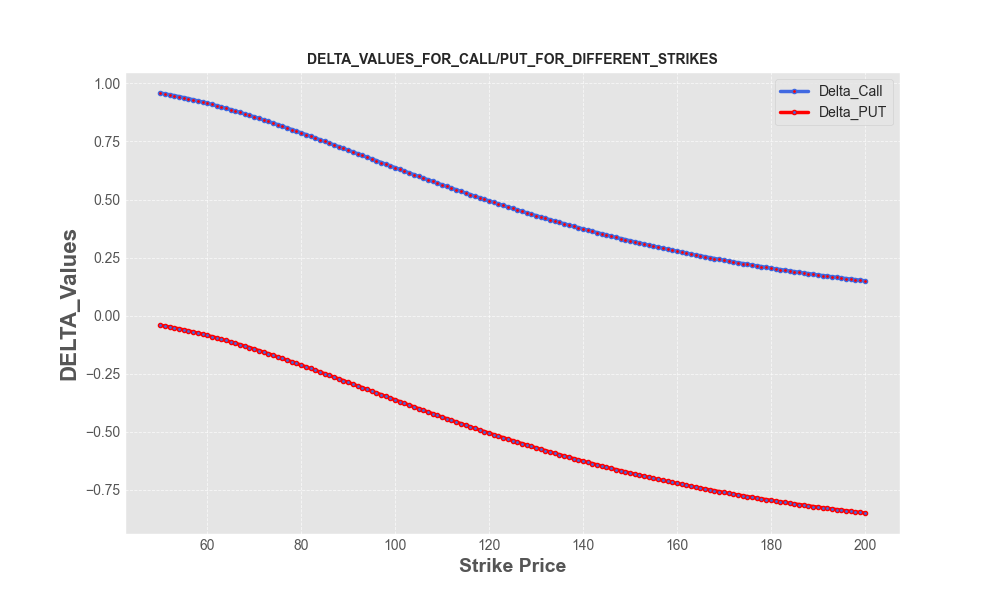 DELTA_VALUES_FOR_CALL/PUT_FOR_DIFFERENT_STRIKES
Delta_Call
Delta_PUT
DELTA_Values
1.00
0.75
0.50
0.25
0.00
−0.25
−0.50
−0.75
60 80 100 120 140 160 180 200
Strike Price